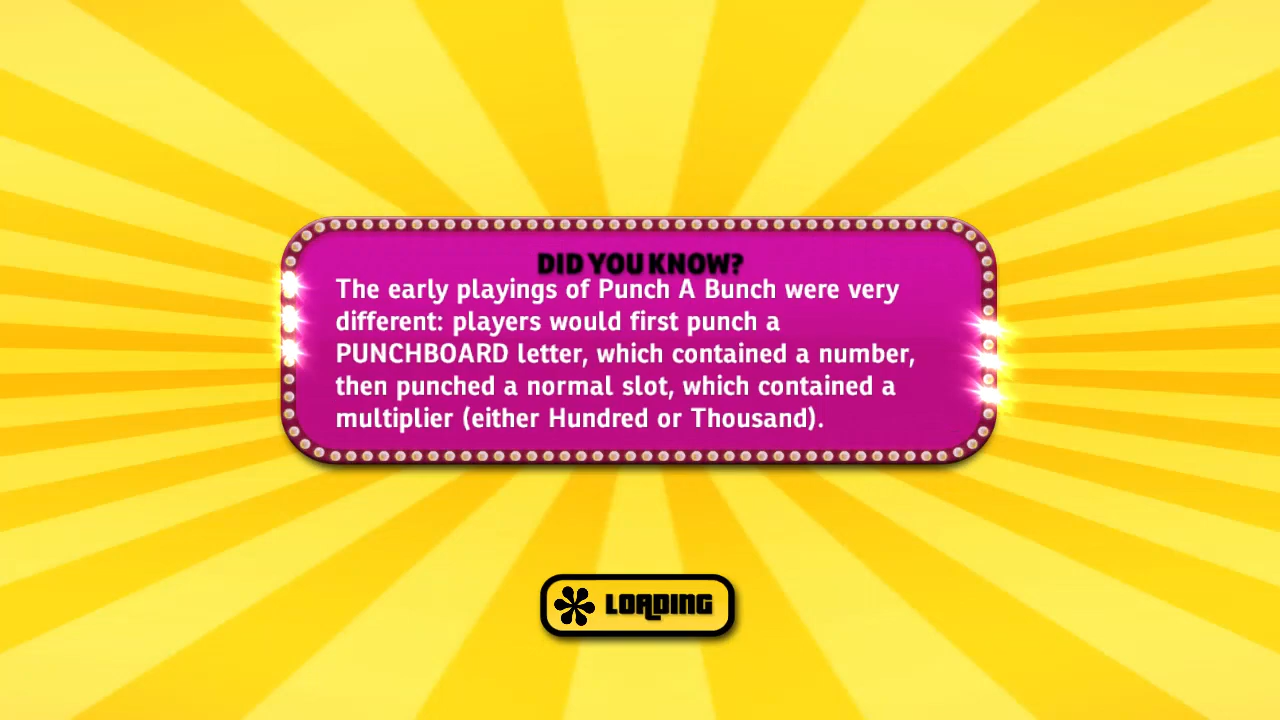 DID YOU KNOW?
The early playings of Punch A Bunch were very
different: players would first punch a
PUNCHBOARD letter, which contained a number,
then punched a normal slot, which contained a
multiplier (either Hundred or Thousand).
LOADING